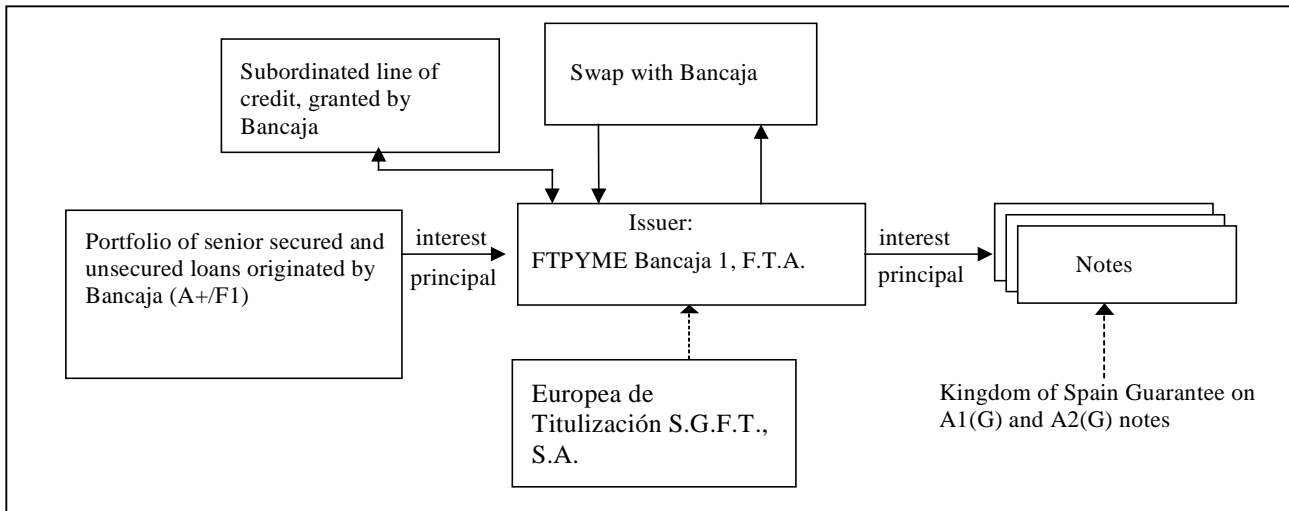 Subordinated line of
credit, granted by
Bancaja
Swap with Bancaja
Portfolio of senior secured and
unsecured loans originated by
Bancaja (A+/F1)
interest
principal
Issuer:
FTPYME Bancaja 1, F.T.A.
interest
principal
Notes
Europea de
Titulización S.G.F.T.,
S.A.
Kingdom of Spain Guarantee on
A1(G) and A2(G) notes